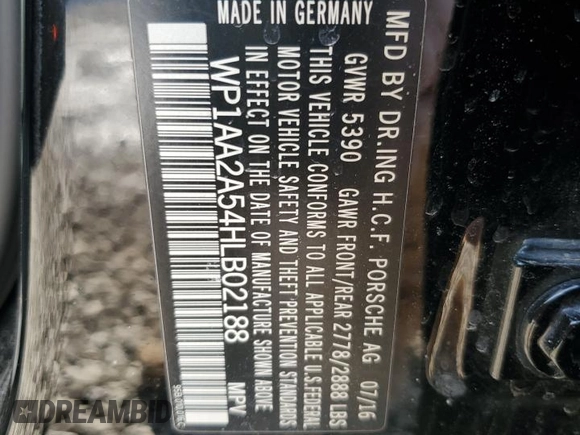 MFD BY DR.ING H.C.F. PORSCHE AG 07/16
GVWR 5390 GAWR FRONT/REAR 2778/2888 LBS
THIS VEHICLE CONFORMS TO ALL APPLICABLE U.S.FEDERAL
MOTOR VEHICLE SAFETY AND THEFT PREVENTION STANDARDS
IN EFFECT ON THE DATE OF MANUFACTURE SHOWN ABOVE
WP1AA2A54HLB02188 MPV
MADE IN GERMANY
DREAMBID